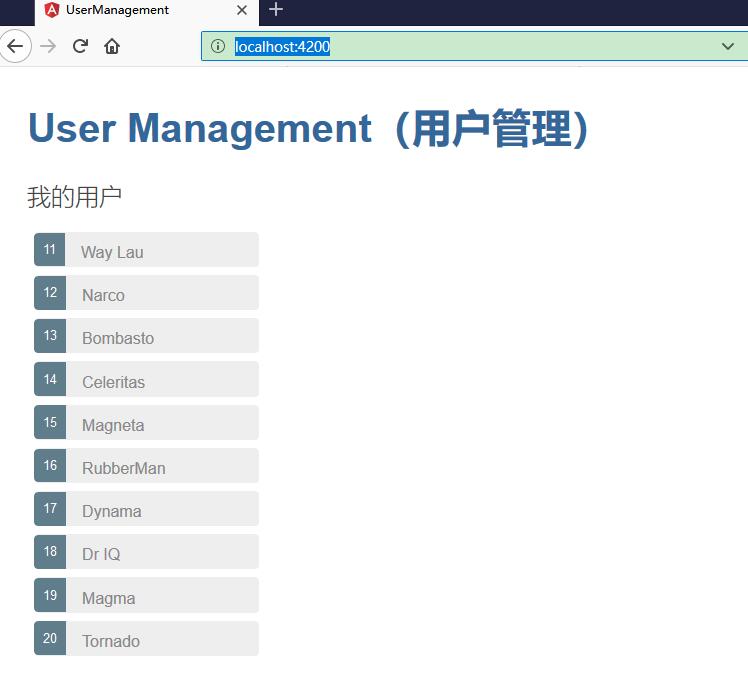 UserManagement
localhost:4200
User Management（用户管理）
我的用户
11 Way Lau
12 Narco
13 Bombasto
14 Celeritas
15 Magneta
16 RubberMan
17 Dynama
18 Dr IQ
19 Magma
20 Tornado